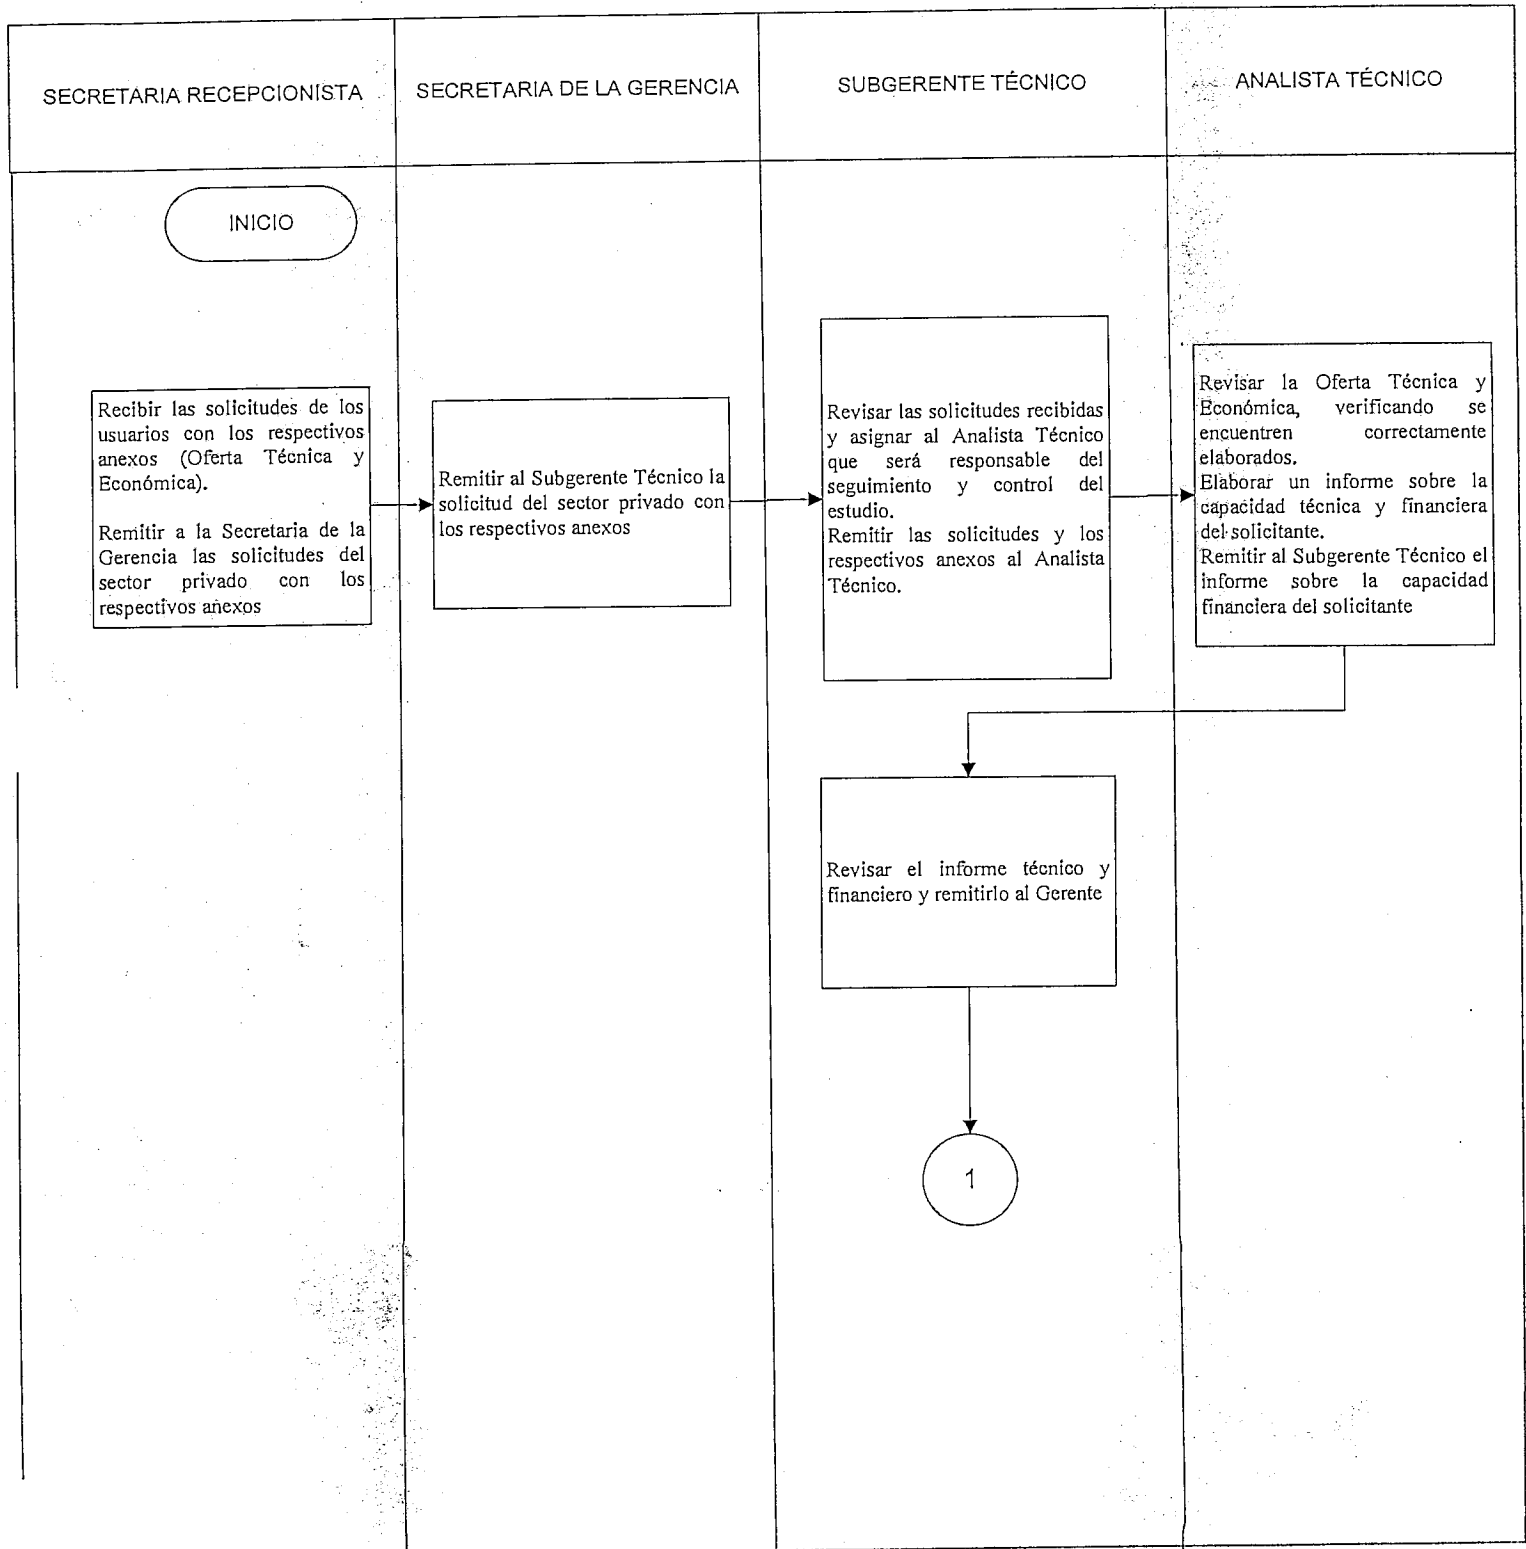 SECRETARIA RECEPCIONISTA
SECRETARIA DE LA GERENCIA
SUBGERENTE TÉCNICO
ANALISTA TÉCNICO
INICIO
Recibir las solicitudes de los
usuarios con los respectivos
anexos (Oferta Técnica y
Económica).
Remitir a la Secretaria de la
Gerencia las solicitudes del
sector privado con los
respectivos anexos
Remitir al Subgerente Técnico la
solicitud del sector privado con
los respectivos anexos
Revisar las solicitudes recibidas
y asignar al Analista Técnico
que será responsable del
seguimiento y control del
estudio.
Remitir las solicitudes y los
respectivos anexos al Analista
Técnico.
Revisar la Oferta Técnica y
Económica, verificando se
encuentren correctamente
elaborados.
Elaborar un informe sobre la
capacidad técnica y financiera
del solicitante.
Remitir al Subgerente Técnico el
informe sobre la capacidad
financiera del solicitante
Revisar el informe técnico y
financiero y remitirlo al Gerente
1